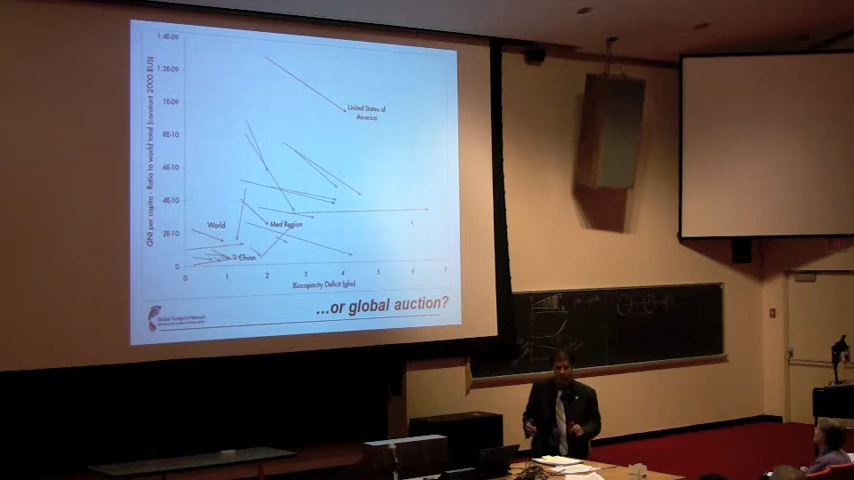 1.4E-09
1.2E-09
1E-09
8E-10
6E-10
4E-10
2E-10
0
GNI per capita - Ratio to world total (constant 2000 $US)
United States of
America
World
Med Region
China
0 1 2 3 4 5 6 7
Biocapacity Deficit (gha)
...or global auction?
Global Footprint Network